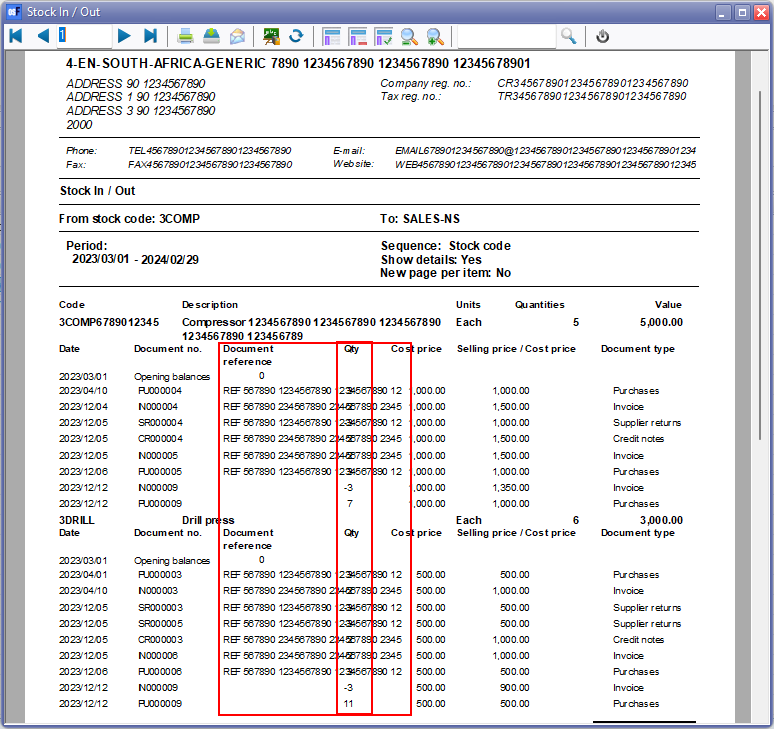 Stock In / Out
1
4-EN-SOUTH-AFRICA-GENERIC 7890 1234567890 1234567890 12345678901
ADDRESS 90 1234567890 Company reg. no.: CR34567890123456789012345678​90
ADDRESS 1 90 1234567890 Tax reg. no.: TR34567890123456789012345678​90
ADDRESS 3 90 1234567890
2000
Phone: TEL45678901234567890​1234567890 E-mail: EMAIL678901234567890@1234567890123456789012345678901234
Fax: FAX45678901234567890​1234567890 Website: WEB4567890123456789012345678901234567890123456789012345
Stock In / Out
From stock code: 3COMP To: SALES-NS
Period: Sequence: Stock code
2023/03/01 - 2024/02/29 Show details: Yes
New page per item: No
Code Description Units Quantities Value
3COMP6789012345 Compressor 1234567890 1234567890 1234567890 Each 5 5,000.00
1234567890 123456789
Date Document no. Document Qty Cost price Selling price / Cost price Document type
reference
2023/03/01 Opening balances 0
2023/04/10 PU000004 REF 567890 1234567890 1234567890 12 1,000.00 1,000.00 Purchases
2023/12/04 IN000004 REF 567890 234567890 234567890 2345 1,000.00 1,500.00 Invoice
2023/12/05 SR000004 REF 567890 1234567890 1234567890 12 1,000.00 1,000.00 Supplier returns
2023/12/05 CR000004 REF 567890 234567890 234567890 2345 1,000.00 1,500.00 Credit notes
2023/12/05 IN000005 REF 567890 234567890 234567890 2345 1,000.00 1,500.00 Invoice
2023/12/06 PU000005 REF 567890 1234567890 1234567890 12 1,000.00 1,000.00 Purchases
2023/12/12 IN000009 -3 1,000.00 1,350.00 Invoice
2023/12/12 PU000009 7 1,000.00 1,000.00 Purchases
3DRILL Drill press Each 6 3,000.00
Date Document no. Document Qty Cost price Selling price / Cost price Document type
reference
2023/03/01 Opening balances 0
2023/04/01 PU000003 REF 567890 1234567890 1234567890 12 500.00 500.00 Purchases
2023/04/10 IN000003 REF 567890 234567890 234567890 2345 500.00 1,000.00 Invoice
2023/12/05 SR000003 REF 567890 1234567890 1234567890 12 500.00 500.00 Supplier returns
2023/12/05 SR000005 REF 567890 1234567890 1234567890 12 500.00 500.00 Supplier returns
2023/12/05 CR000003 REF 567890 234567890 234567890 2345 500.00 1,000.00 Credit notes
2023/12/05 IN000006 REF 567890 234567890 234567890 2345 500.00 1,000.00 Invoice
2023/12/06 PU000006 REF 567890 1234567890 1234567890 12 500.00 500.00 Purchases
2023/12/12 IN000009 -3 500.00 900.00 Invoice
2023/12/12 PU000009 11 500.00 500.00 Purchases